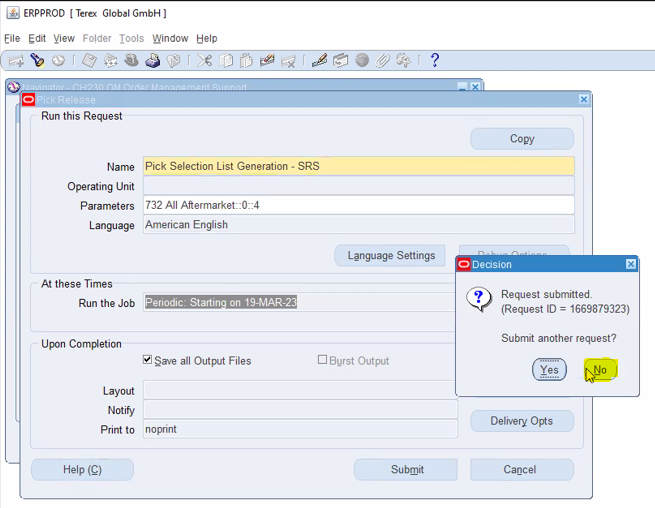 ERPPROD [ Terex Global GmbH ]
File Edit View Folder Tools Window Help
Navigator - CH230 OM Order Management Support
Pick Release
Run this Request
Copy
Name Pick Selection List Generation - SRS
Operating Unit
Parameters 732 All Aftermarket::0::4
Language American English
Language Settings Debug Options
Decision
At these Times
Run the Job Periodic: Starting on 19-MAR-23
Request submitted.
(Request ID = 1669879323)
Submit another request?
Yes No
Upon Completion
Save all Output Files Burst Output
Layout
Notify
Print to noprint
Delivery Opts
Help (C) Submit Cancel